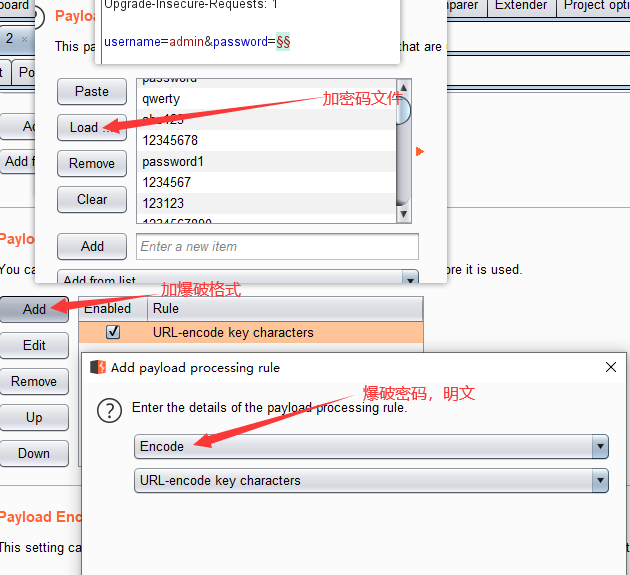 board
Upgrade-Insecure-Requests: 1
parer
Extender
Project option
Payloa
This pa
that are
2 ×
username=admin&password=§§
t
Po
Paste
password
qwerty
abc123
加密码文件
Load ...
12345678
Remove
password1
Add f
1234567
Clear
123123
1234567890
Add
Enter a new item
Payloa
You ca
Add from list
ore it is used.
加爆破格式
Add
Enabled
Rule
URL-encode key characters
Edit
Remove
Add payload processing rule
爆破密码，明文
Enter the details of the payload processing rule.
Up
Encode
Down
URL-encode key characters
Payload Enc
This setting ca
t